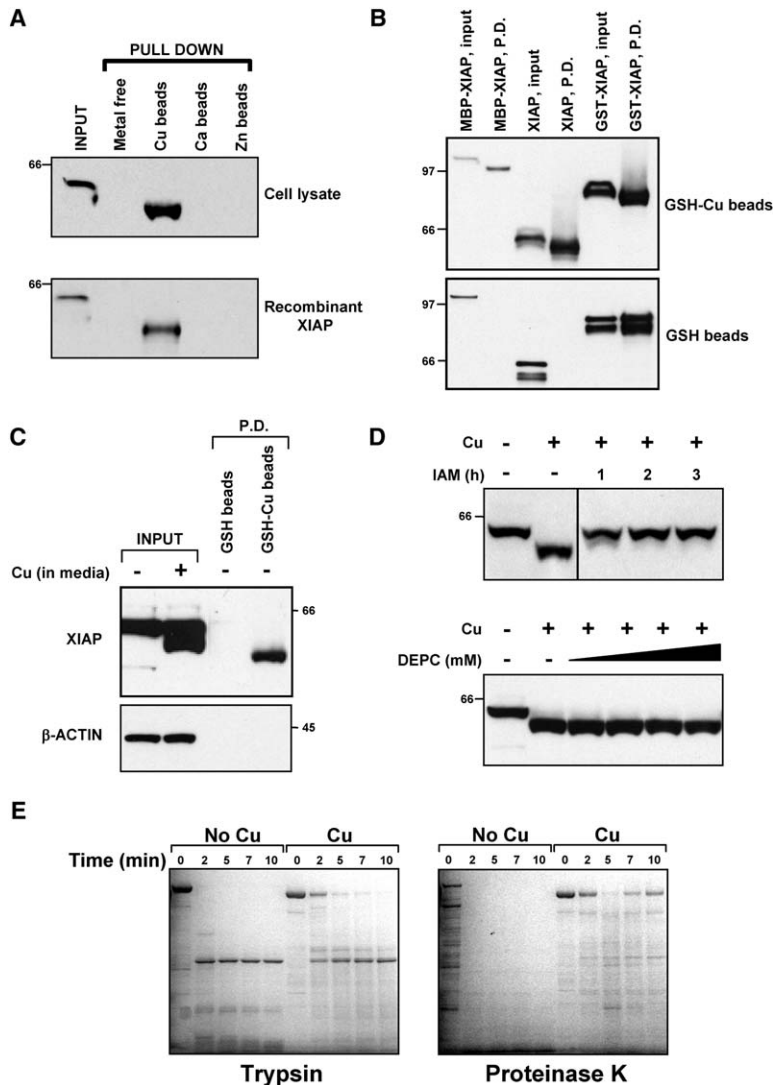 A
PULL DOWN
INPUT
Metal free
Cu beads
Ca beads
Zn beads
66
Cell lysate
66
Recombinant
XIAP
B
MBP-XIAP, input
MBP-XIAP, P.D.
XIAP, input
XIAP, P.D.
GST-XIAP, input
GST-XIAP, P.D.
97
66
GSH-Cu beads
97
66
GSH beads
C
P.D.
GSH beads
GSH-Cu beads
INPUT
Cu (in media) - + - -
66
XIAP
45
β-ACTIN
D
Cu - + + + +
IAM (h) - - 1 2 3
66
Cu - + + + + +
DEPC (mM) - -
66
E
No Cu Cu
Time (min) 0 2 5 7 10 0 2 5 7 10
Trypsin
No Cu Cu
0 2 5 7 10 0 2 5 7 10
Proteinase K